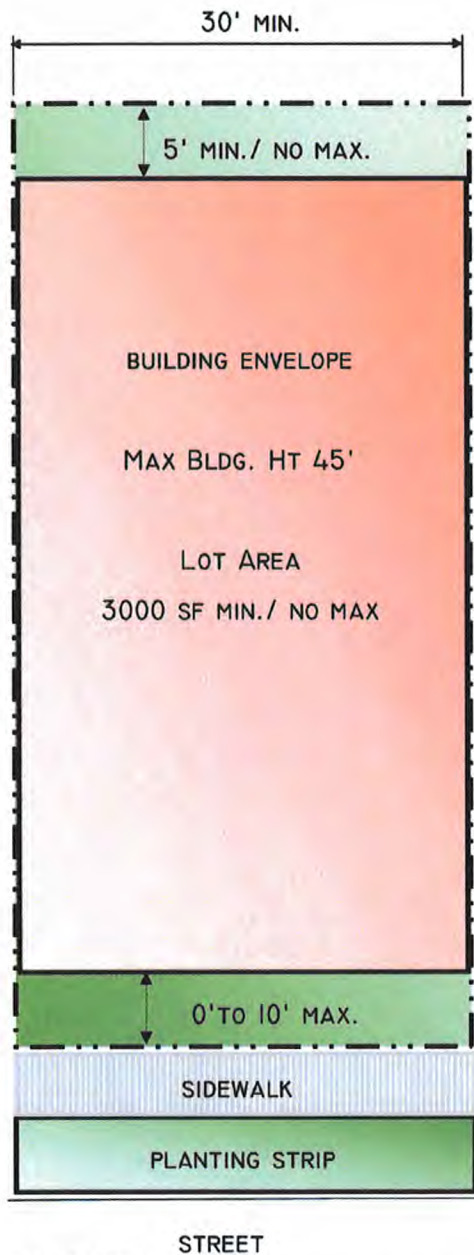 30' MIN.
5' MIN./ NO MAX.
BUILDING ENVELOPE
MAX BLDG. HT 45'
LOT AREA
3000 SF MIN./ NO MAX
0' TO 10' MAX.
SIDEWALK
PLANTING STRIP
STREET